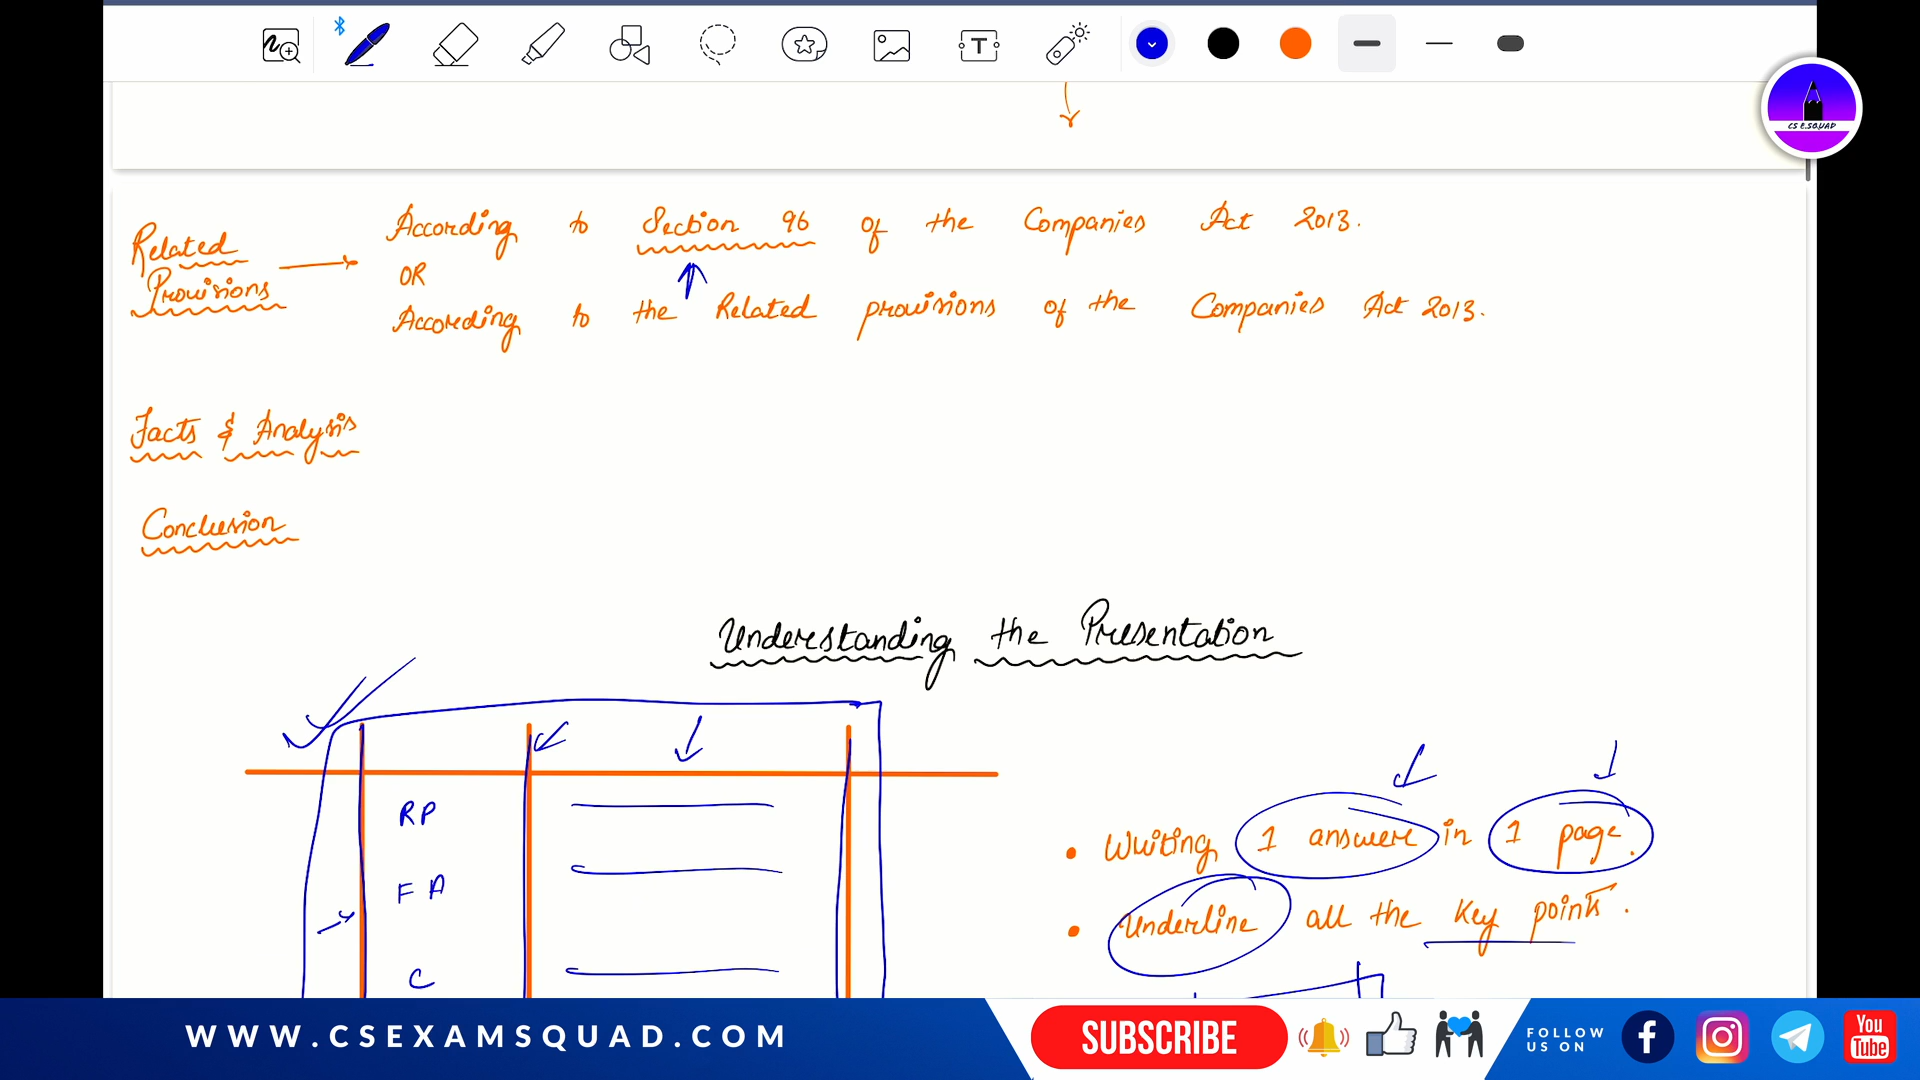 CS E.SQUAD
Related
Provisions
According to Section 96 of the Companies Act 2013.
OR
According to the Related provisions of the Companies Act 2013.
Facts & Analysis
Conclusion
Understanding the Presentation
RP
FA
C
• Writing 1 answer in 1 page.
• Underline all the key points.
WWW.CSEXAMSQUAD.COM
SUBSCRIBE
FOLLOW
US ON
You
Tube